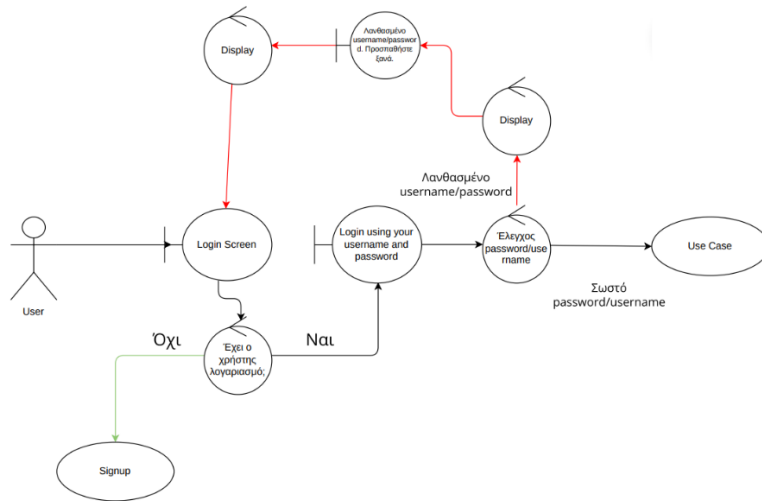 Display
Λανθασμένο
username/passwor
d. Προσπαθήστε
ξανά.
Display
Λανθασμένο
username/password
User
Login Screen
Login using your
username and
password
Έλεγχος
password/use
rname
Use Case
Σωστό
password/username
Όχι
Έχει ο
χρήστης
λογαριασμό;
Ναι
Signup